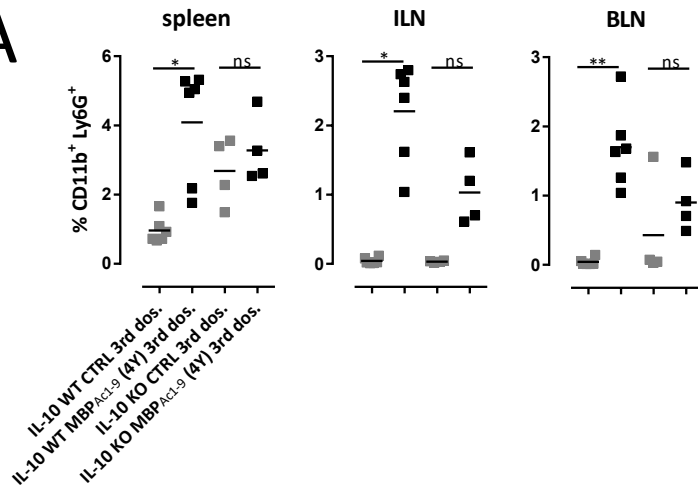 A
spleen
ILN
BLN
% CD11b+ Ly6G+
6
4
2
0
* ns
3
2
1
0
* ns
3
2
1
0
** ns
IL-10 WT CTRL 3rd dos.
IL-10 WT MBPAc1-9 (4Y) 3rd dos.
IL-10 KO CTRL 3rd dos.
IL-10 KO MBPAc1-9 (4Y) 3rd dos.